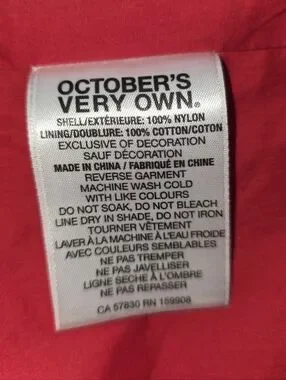 OCTOBER'S
VERY OWN®
SHELL/EXTÉRIEURE: 100% NYLON
LINING/DOUBLURE: 100% COTTON/COTON
EXCLUSIVE OF DECORATION
SAUF DÉCORATION
MADE IN CHINA / FABRIQUÉ EN CHINE
REVERSE GARMENT
MACHINE WASH COLD
WITH LIKE COLOURS
DO NOT SOAK, DO NOT BLEACH
LINE DRY IN SHADE, DO NOT IRON
TOURNER VÊTEMENT
LAVER À LA MACHINE À L'EAU FROIDE
AVEC COULEURS SEMBLABLES
NE PAS TREMPER
NE PAS JAVELLISER
LIGNE SECHE À L'OMBRE
NE PAS REPASSER
CA 57830 RN 159908